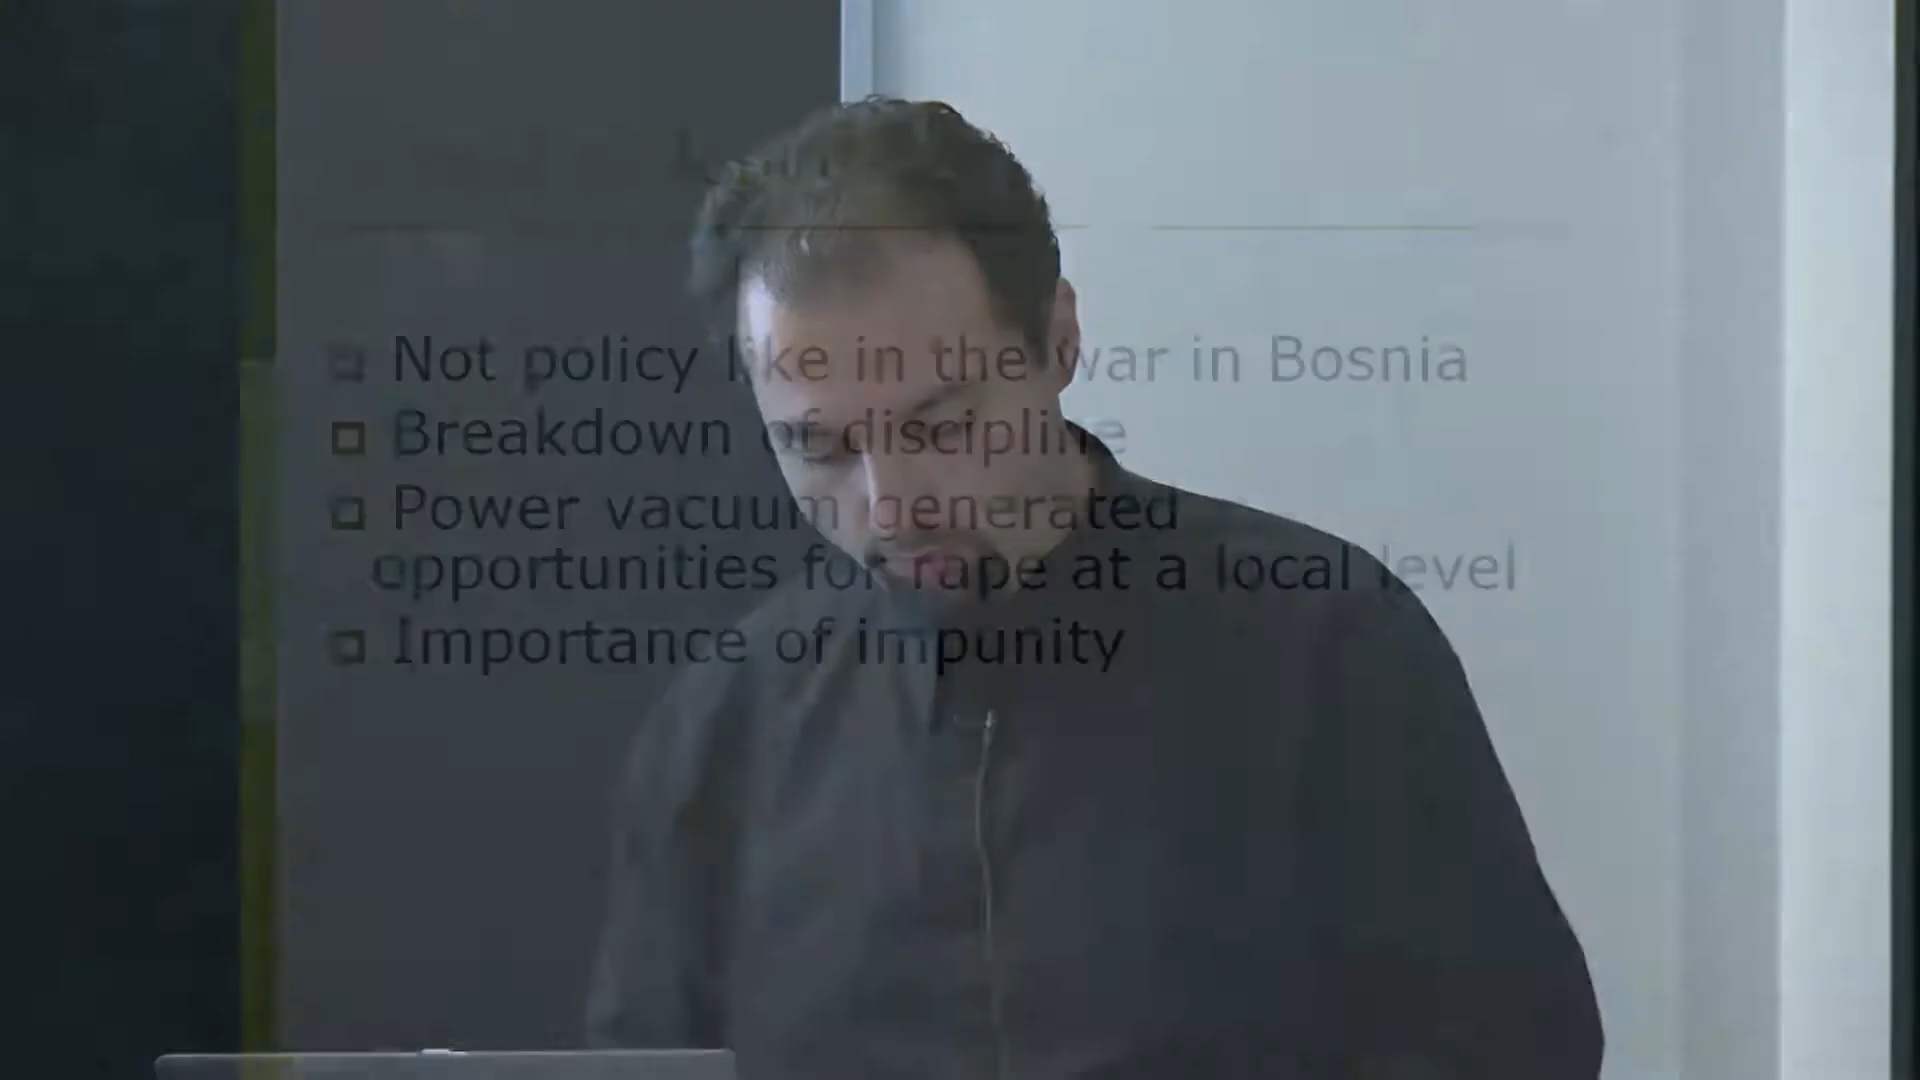 Not policy like in the war in Bosnia
Breakdown of discipline
Power vacuum generated
opportunities for rape at a local level
Importance of impunity